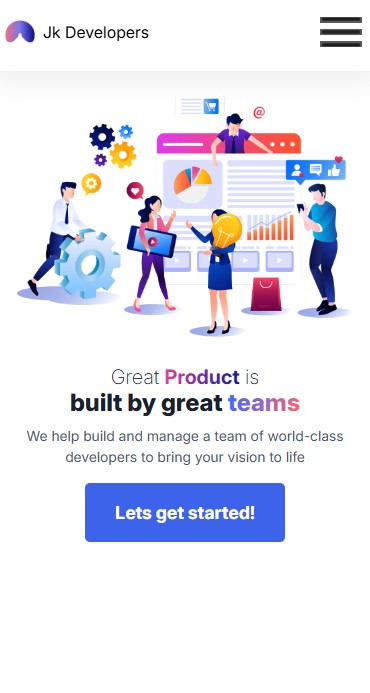 Jk Developers
@
Great Product is
built by great teams
We help build and manage a team of world-class
developers to bring your vision to life
Lets get started!